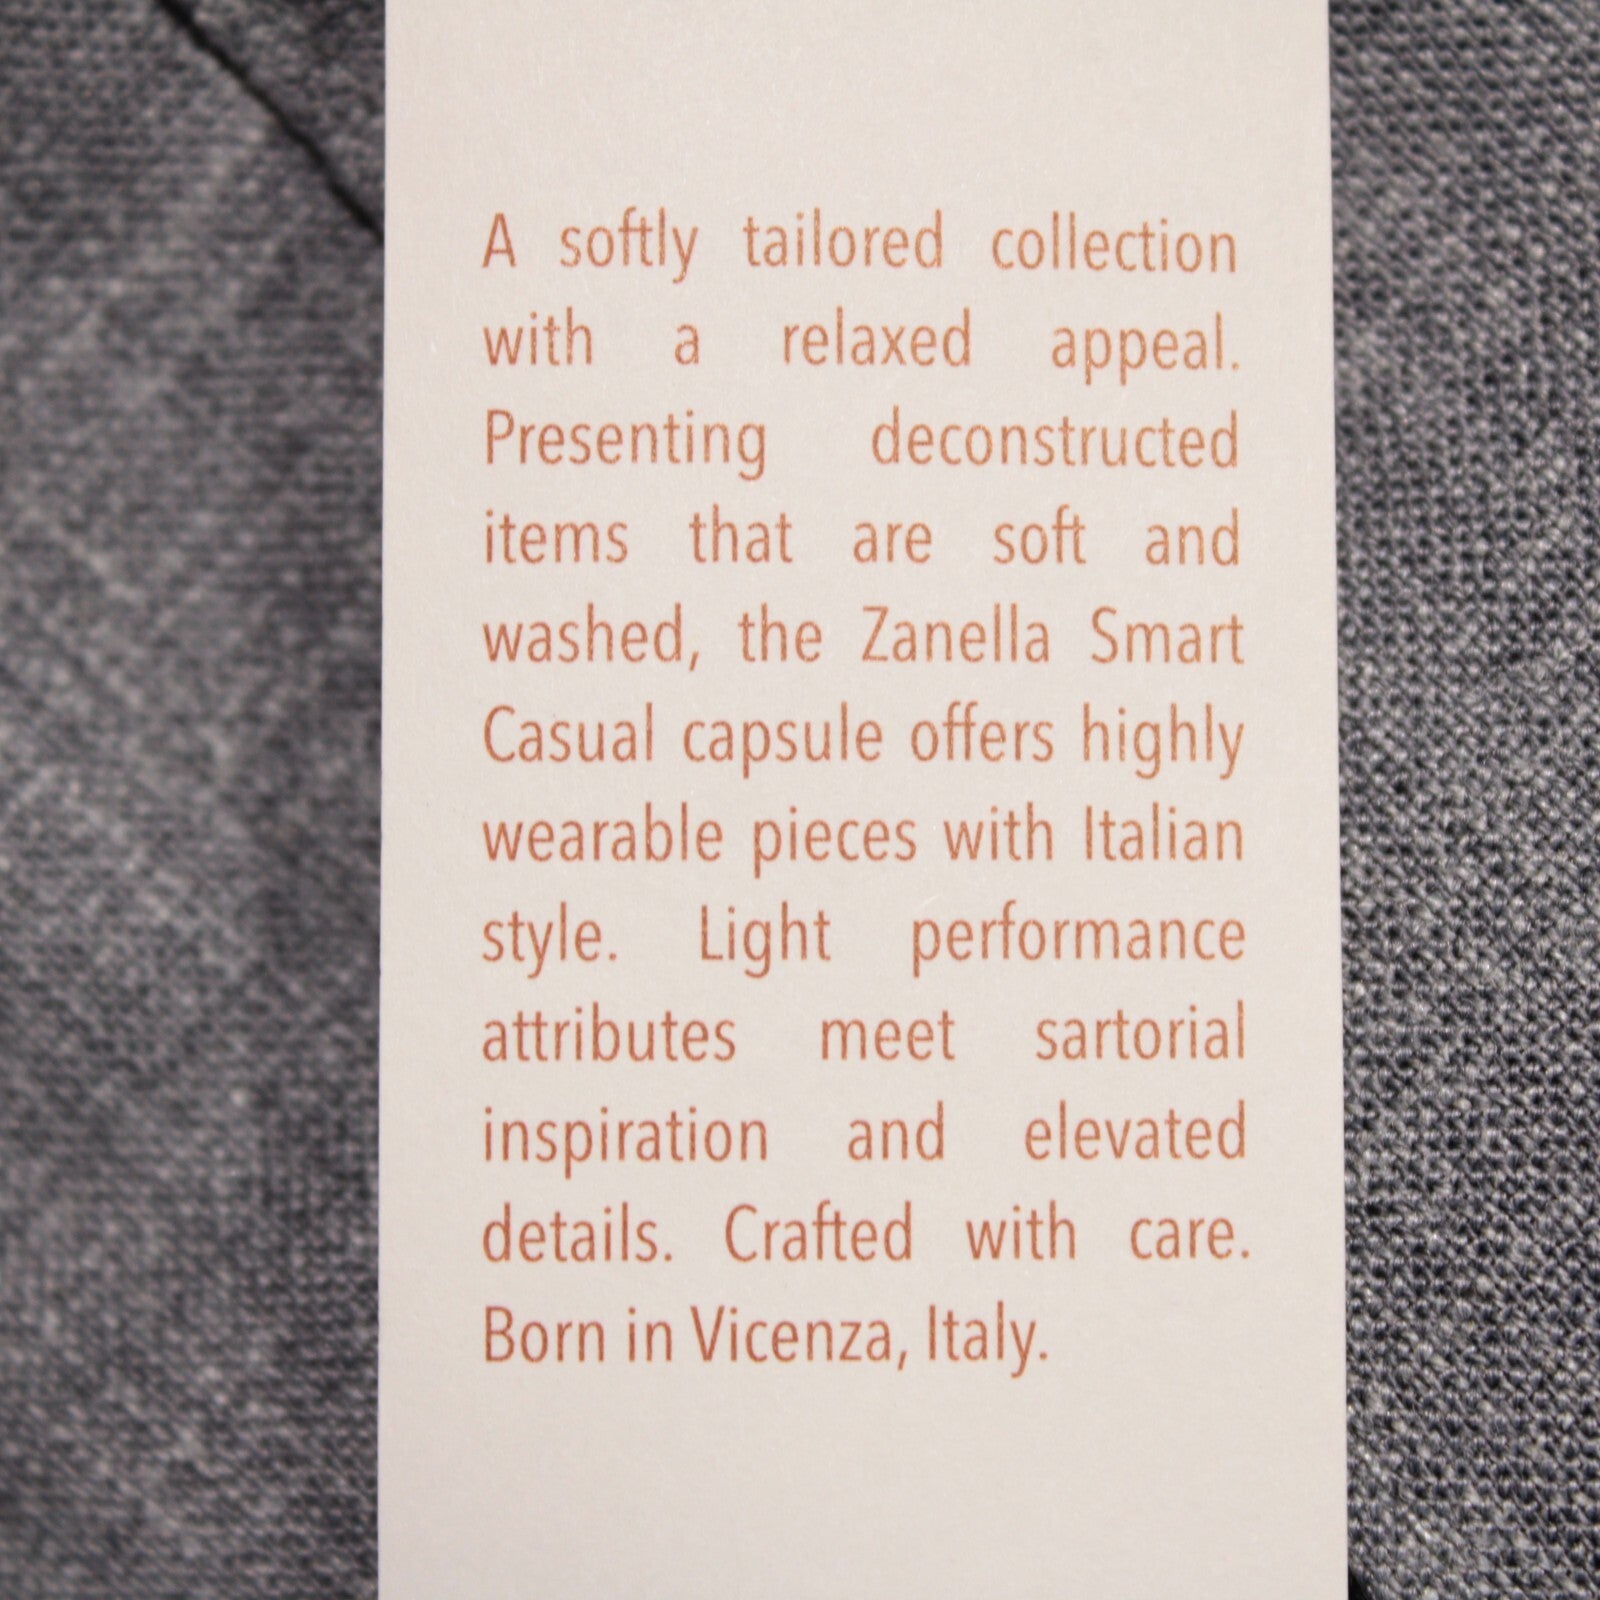 A softly tailored collection
with a relaxed appeal.
Presenting deconstructed
items that are soft and
washed, the Zanella Smart
Casual capsule offers highly
wearable pieces with Italian
style. Light performance
attributes meet sartorial
inspiration and elevated
details. Crafted with care.
Born in Vicenza, Italy.